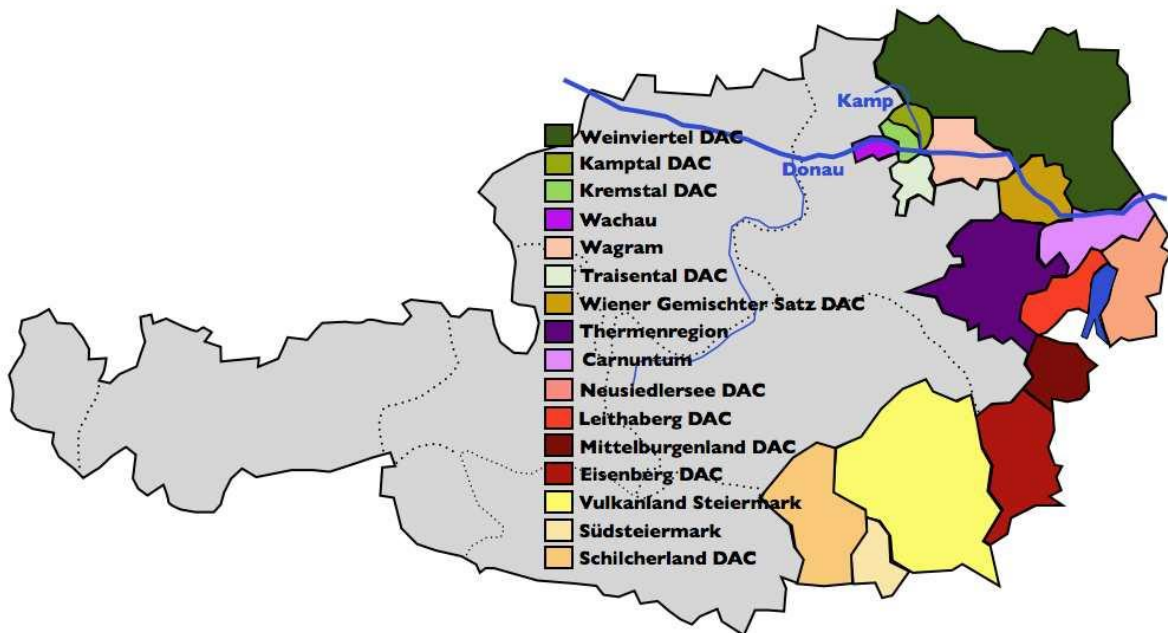 Kamp
Donau
Weinviertel DAC
Kamptal DAC
Kremstal DAC
Wachau
Wagram
Traisental DAC
Wiener Gemischter Satz DAC
Thermenregion
Carnuntum
Neusiedlersee DAC
Leithaberg DAC
Mittelburgenland DAC
Eisenberg DAC
Vulkanland Steiermark
Südsteiermark
Schilcherland DAC